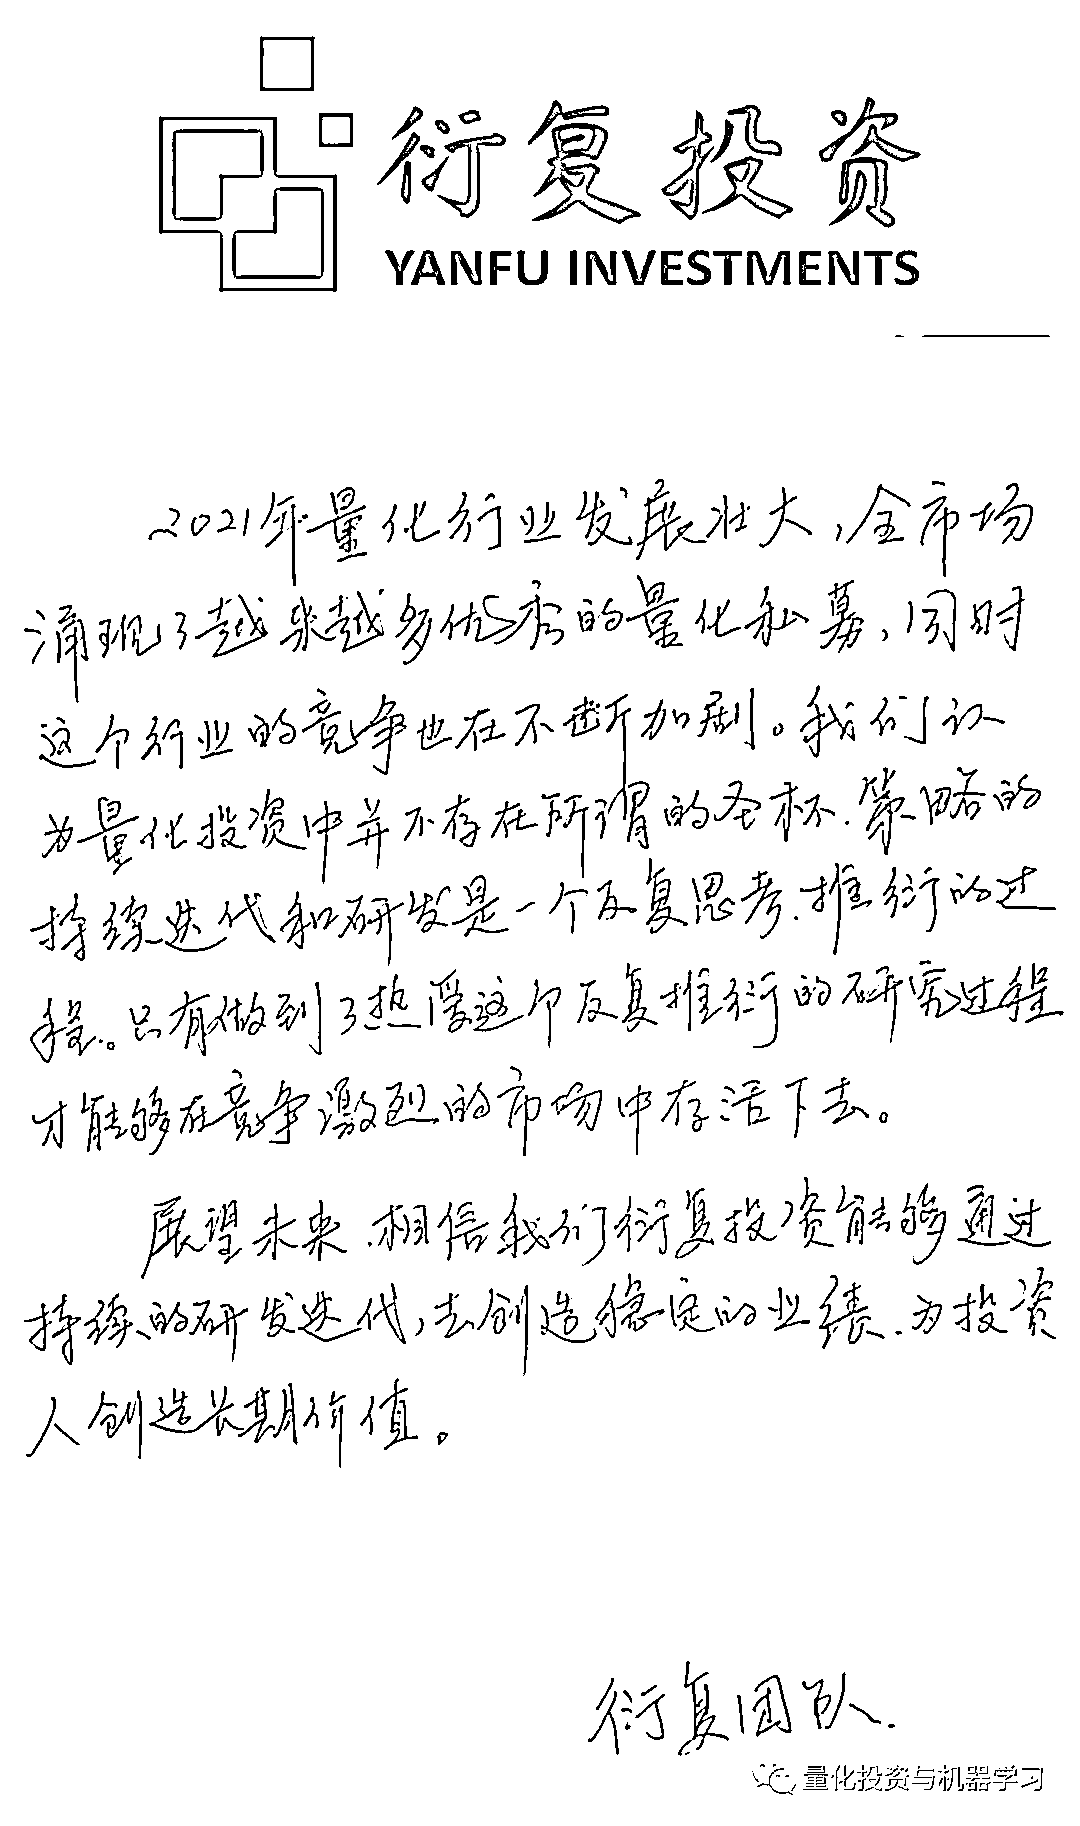 衍复投资
YANFU INVESTMENTS
2021年量化行业发展壮大,全市场
涌现了越来越多优秀的量化私募,同时
这个行业的竞争也在不断加剧。我们认
为量化投资中并不存在所谓的圣杯.策略的
持续迭代和研发是一个反复思考.推衍的过
程。只有做到了热爱这个反复推衍的研究过程
才能够在竞争激烈的市场中存活下去。
展望未来.相信我们衍复投资能够通过
持续的研发迭代,去创造稳定的业绩.为投资
人创造长期价值。
衍复团队.
量化投资与机器学习